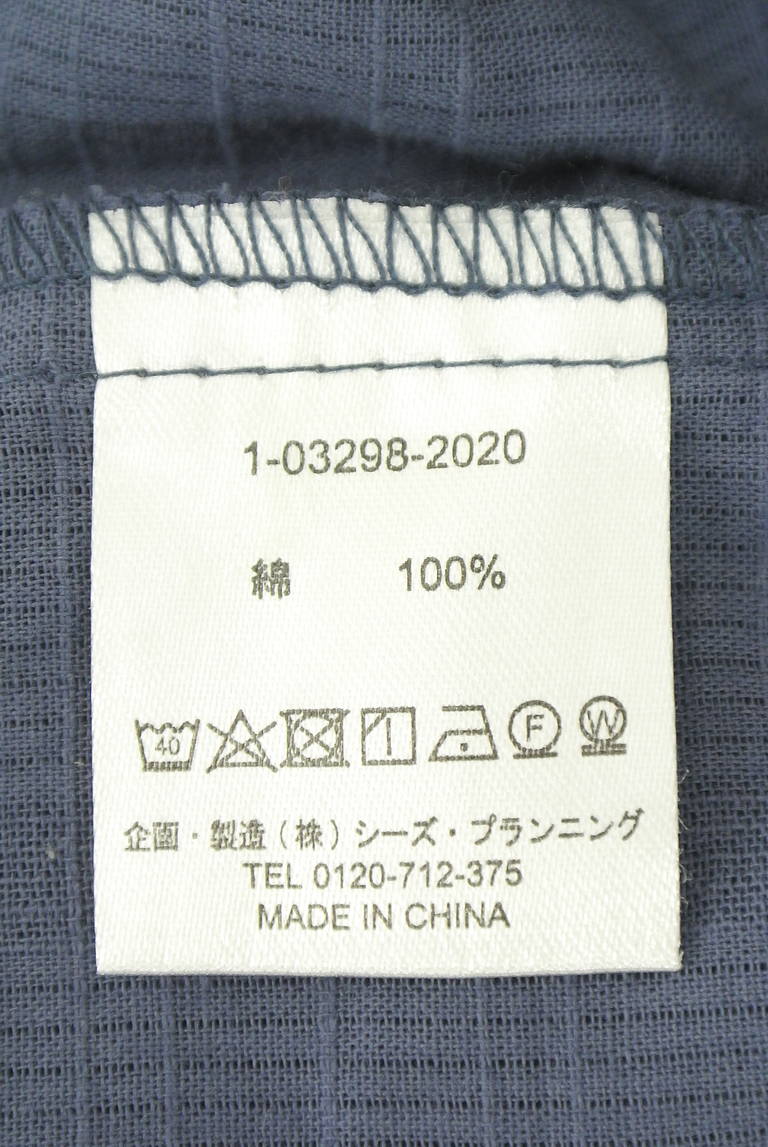 1-03298-2020
綿 100%
40 F W
企画・製造(株)シーズ・プランニング
TEL 0120-712-375
MADE IN CHINA